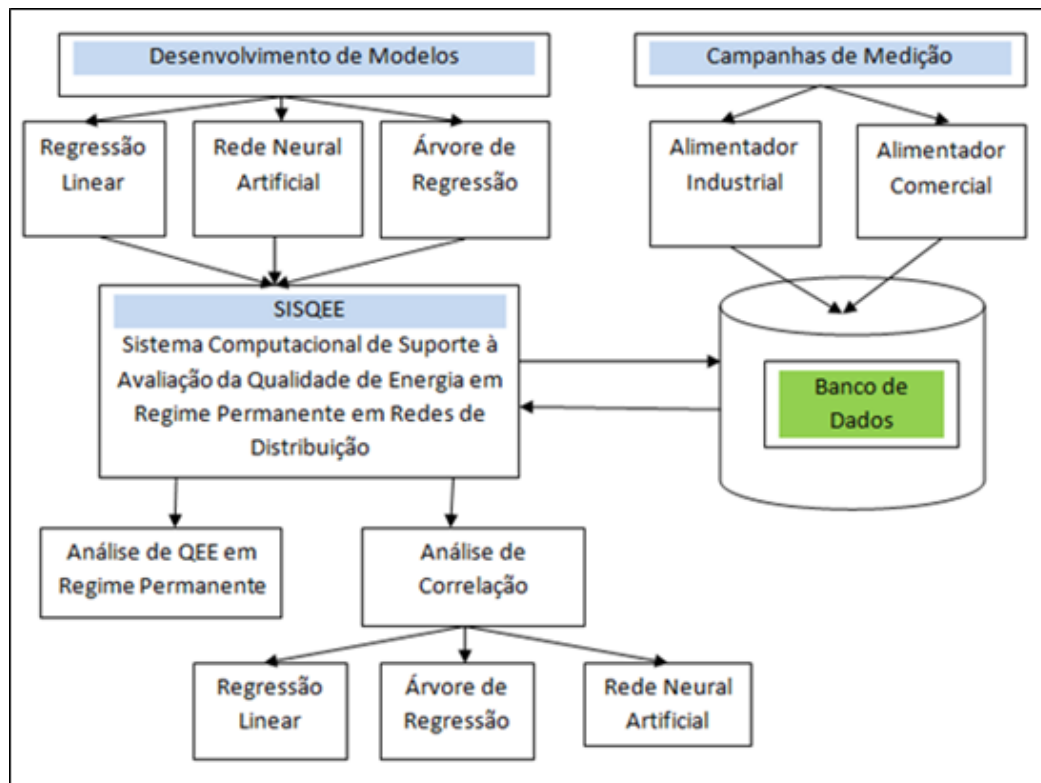 Desenvolvimento de Modelos
Campanhas de Medição
Regressão
Linear
Rede Neural
Artificial
Árvore de
Regressão
Alimentador
Industrial
Alimentador
Comercial
SISQEE
Sistema Computacional de Suporte à
Avaliação da Qualidade de Energia em
Regime Permanente em Redes de
Distribuição
Banco de
Dados
Análise de QEE em
Regime Permanente
Análise de
Correlação
Regressão
Linear
Árvore de
Regressão
Rede Neural
Artificial